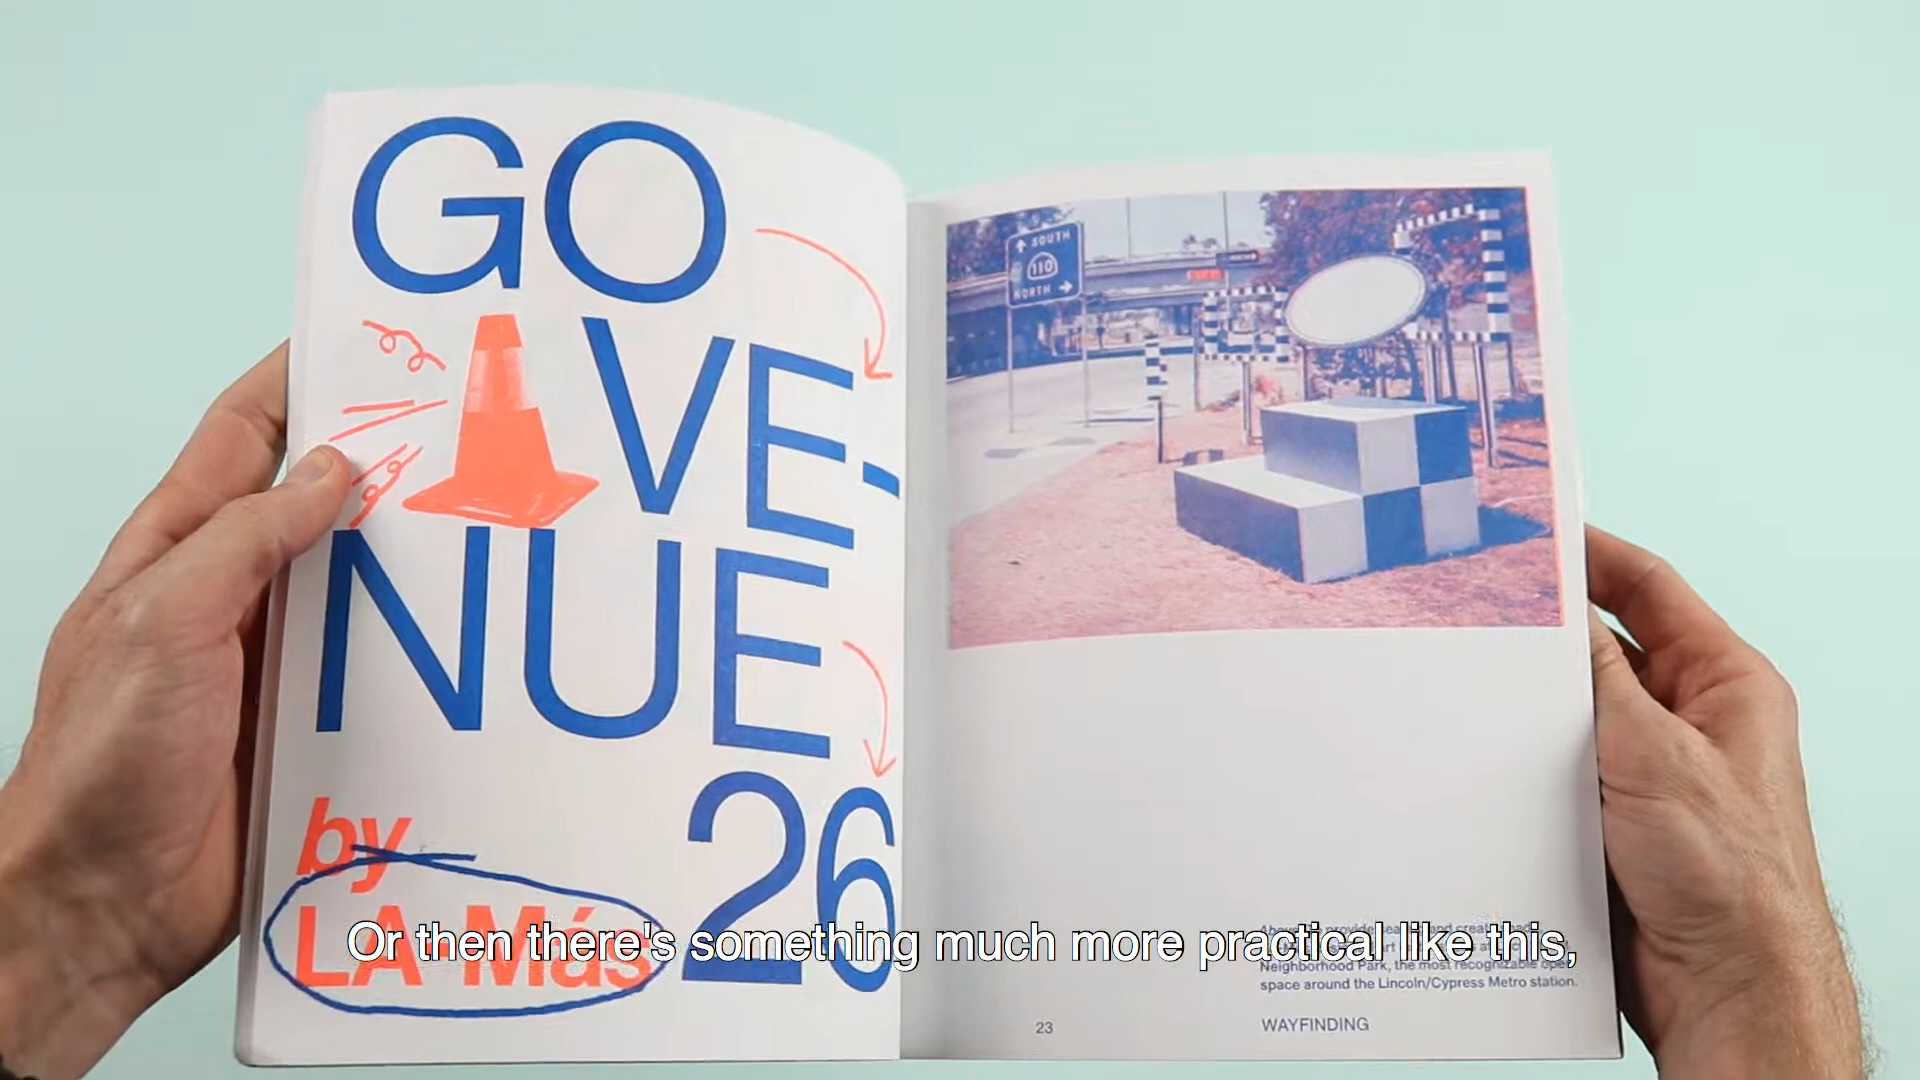 GO
VE-
NUE
26
by
LA-Más
SOUTH
110
NORTH
Neighborhood Park, the most recognizable open
space around the Lincoln/Cypress Metro station.
23
WAYFINDING
Or then there's something much more practical like this,